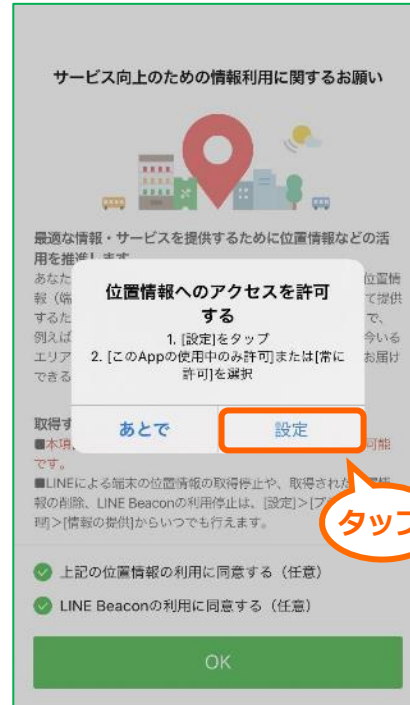 サービス向上のための情報利用に関するお願い
最適な情報・サービスを提供するために位置情報などの活
用を推進します
あなた 位置情
報（端 て提供
するた で、
例えば 今いる
エリア お届け
できる
位置情報へのアクセスを許可
する
1. [設定]をタップ
2. [このAppの使用中のみ許可]または[常に
許可]を選択
あとで 設定
取得す
■本項 可能
です。
■LINEによる端末の位置情報の取得停止や、取得された
報の削除、LINE Beaconの利用停止は、[設定]>[プ
理]>[情報の提供]からいつでも行えます。
タップ
上記の位置情報の利用に同意する（任意）
LINE Beaconの利用に同意する（任意）
OK